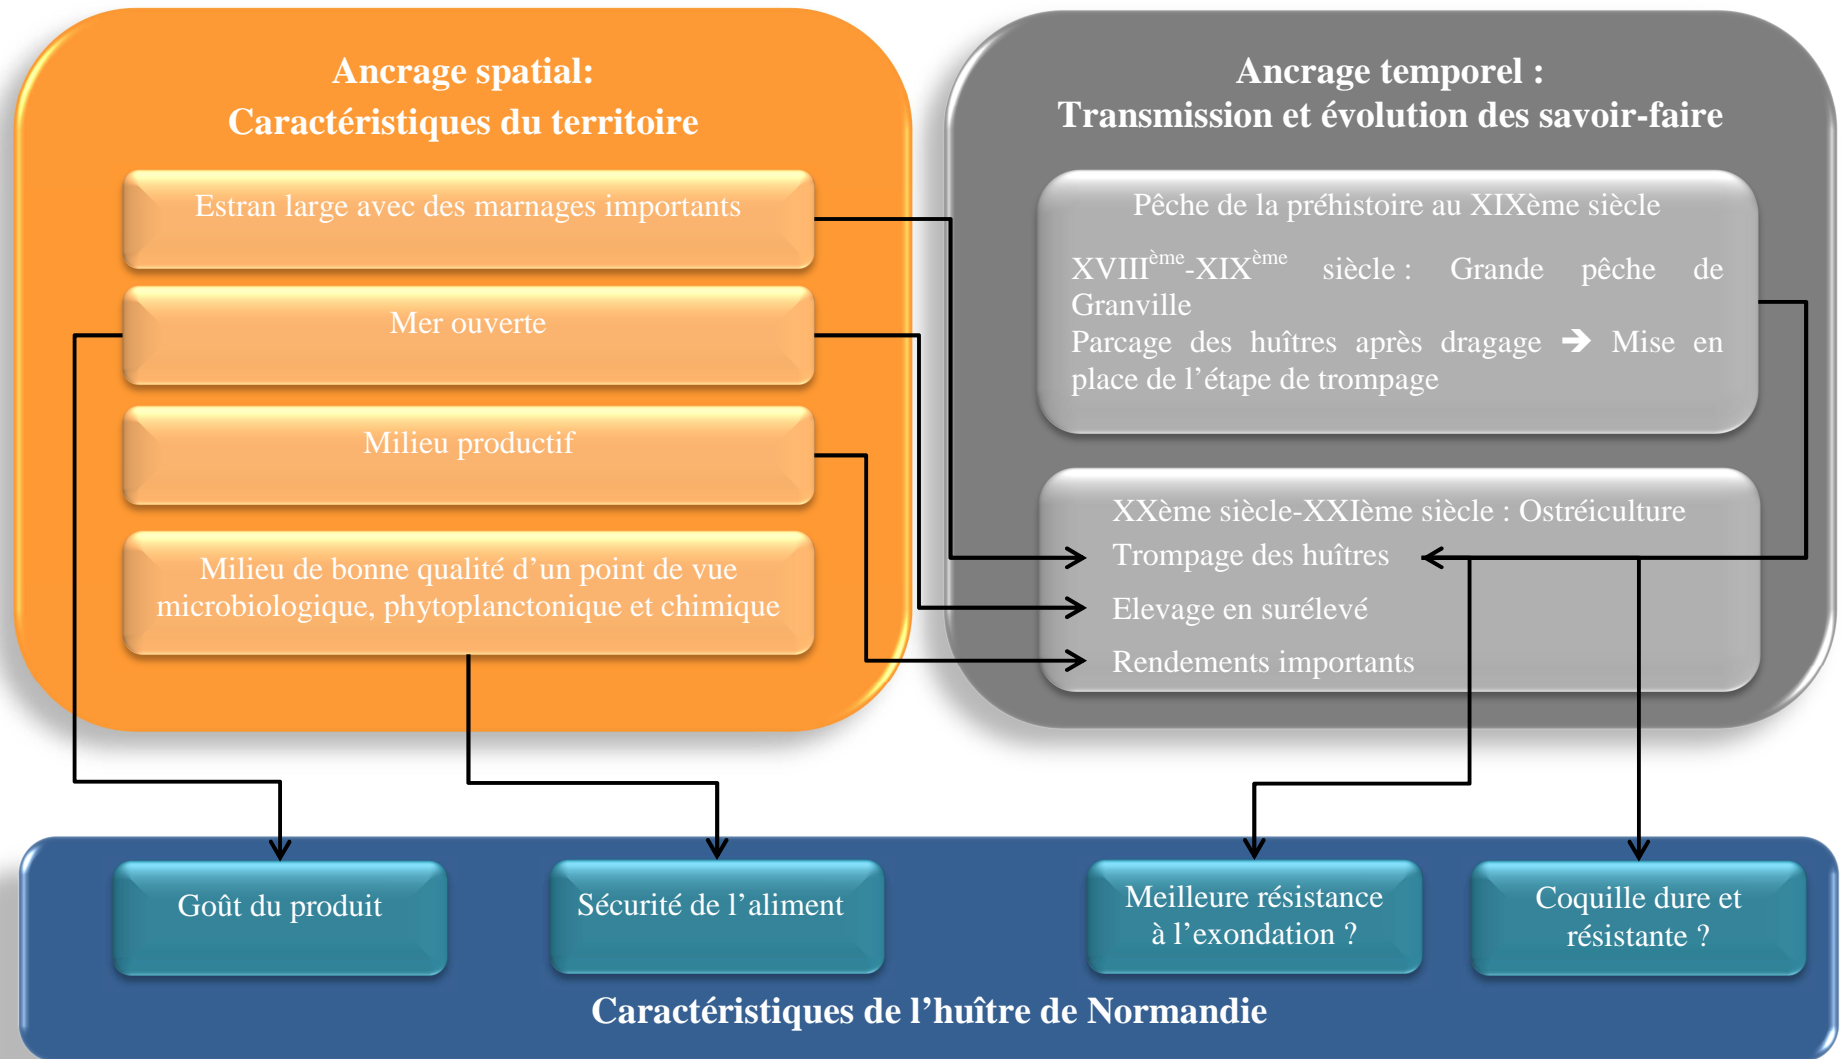 Ancrage spatial:
Caractéristiques du territoire
Estran large avec des marnages importants
Mer ouverte
Milieu productif
Milieu de bonne qualité d’un point de vue
microbiologique, phytoplanctonique et chimique
Ancrage temporel :
Transmission et évolution des savoir-faire
Pêche de la préhistoire au XIXème siècle
XVIIIème-XIXème siècle : Grande pêche de
Granville
Parcage des huîtres après dragage ➔ Mise en
place de l’étape de trompage
XXème siècle-XXIème siècle : Ostréiculture
Trompage des huîtres
Elevage en surélevé
Rendements importants
Goût du produit
Sécurité de l’aliment
Meilleure résistance
à l’exondation ?
Coquille dure et
résistante ?
Caractéristiques de l’huître de Normandie